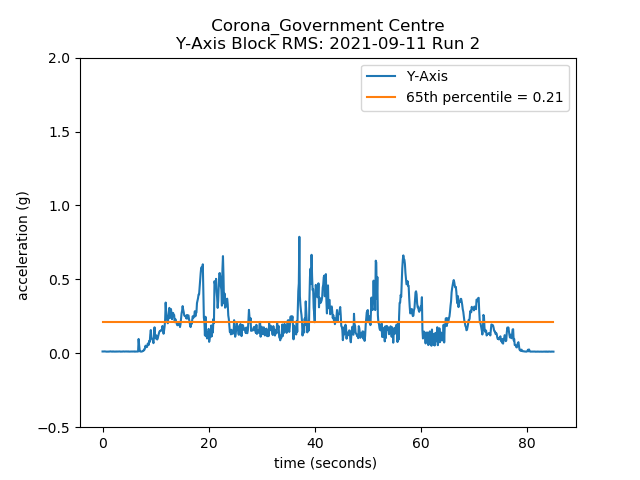 Corona_Government Centre
Y-Axis Block RMS: 2021-09-11 Run 2
2.0
1.5
1.0
0.5
0.0
−0.5
acceleration (g)
Y-Axis
65th percentile = 0.21
0 20 40 60 80
time (seconds)